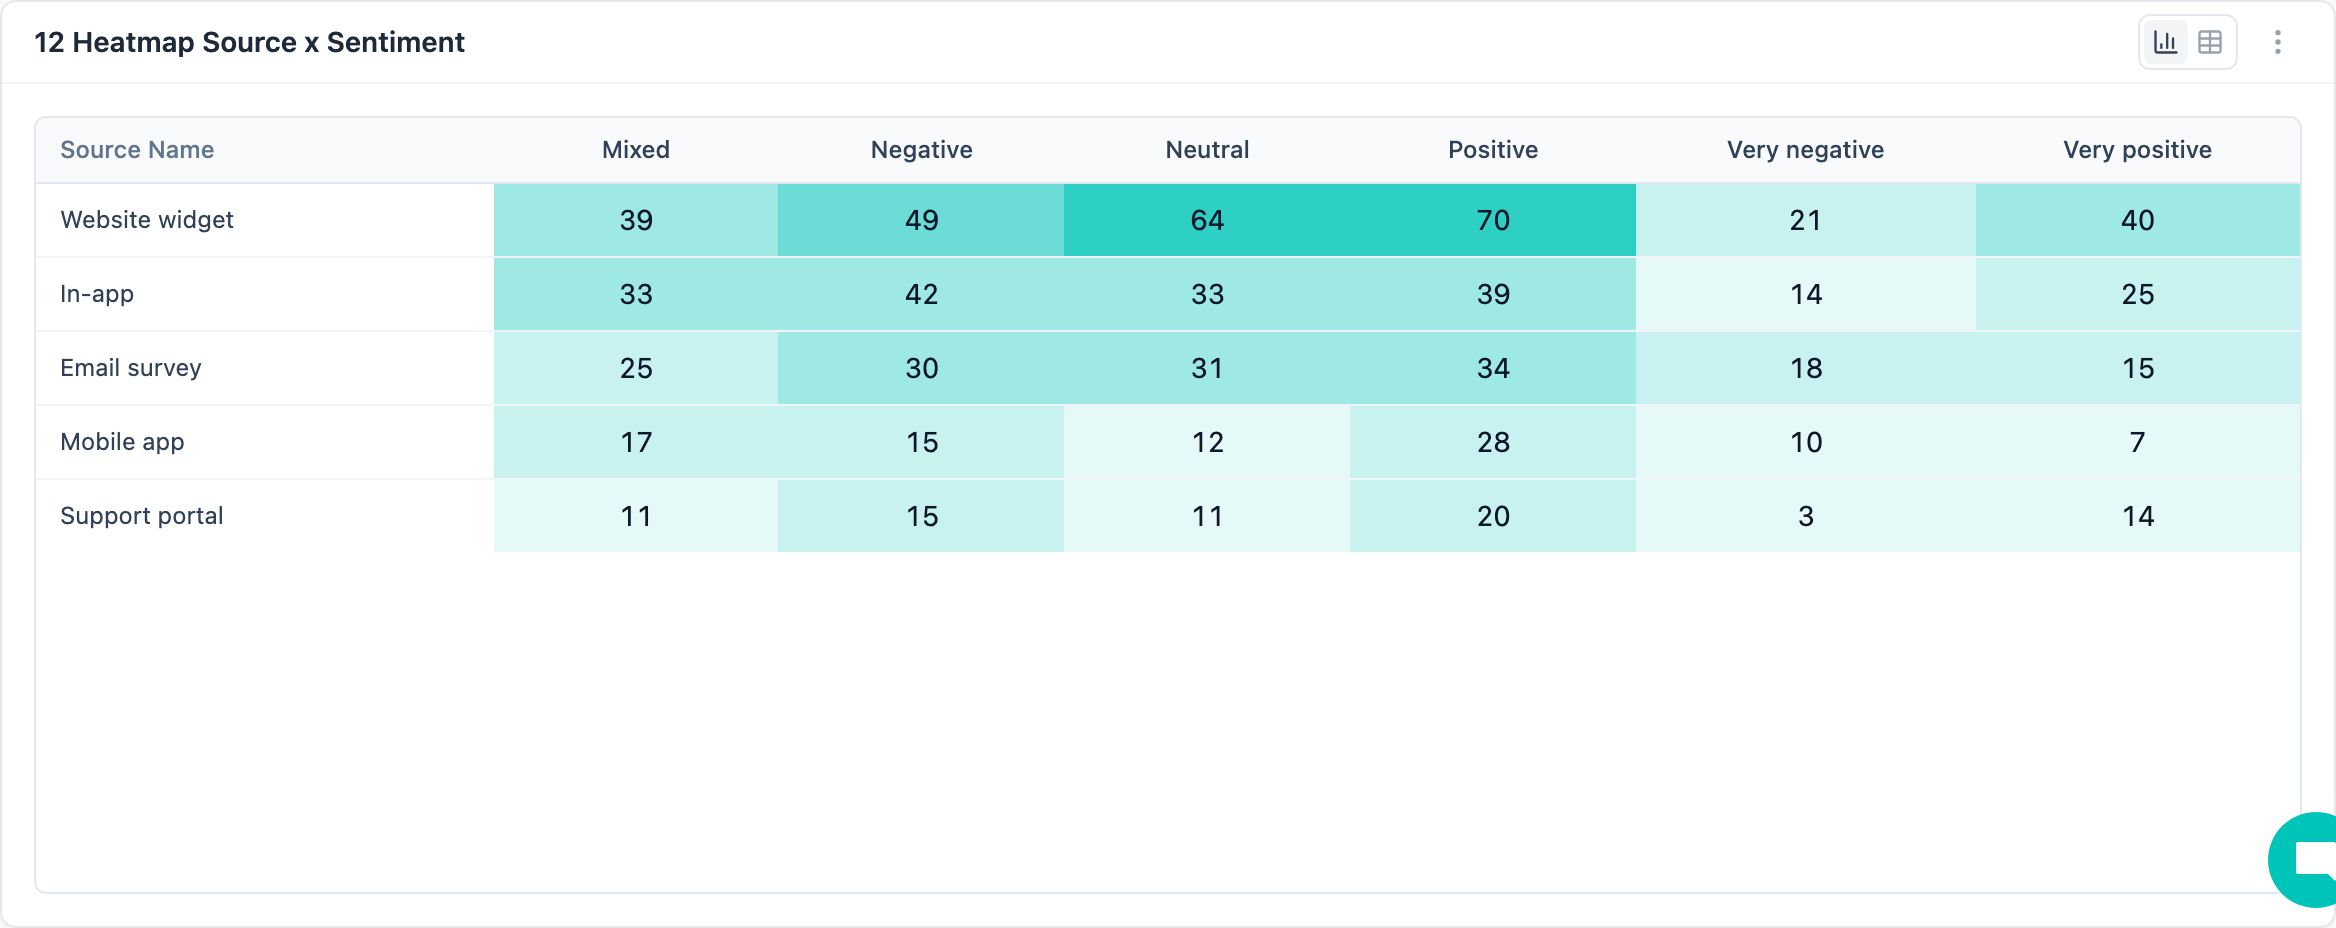 12 Heatmap Source x Sentiment
Source Name Mixed Negative Neutral Positive Very negative Very positive
Website widget 39 49 64 70 21 40
In-app 33 42 33 39 14 25
Email survey 25 30 31 34 18 15
Mobile app 17 15 12 28 10 7
Support portal 11 15 11 20 3 14